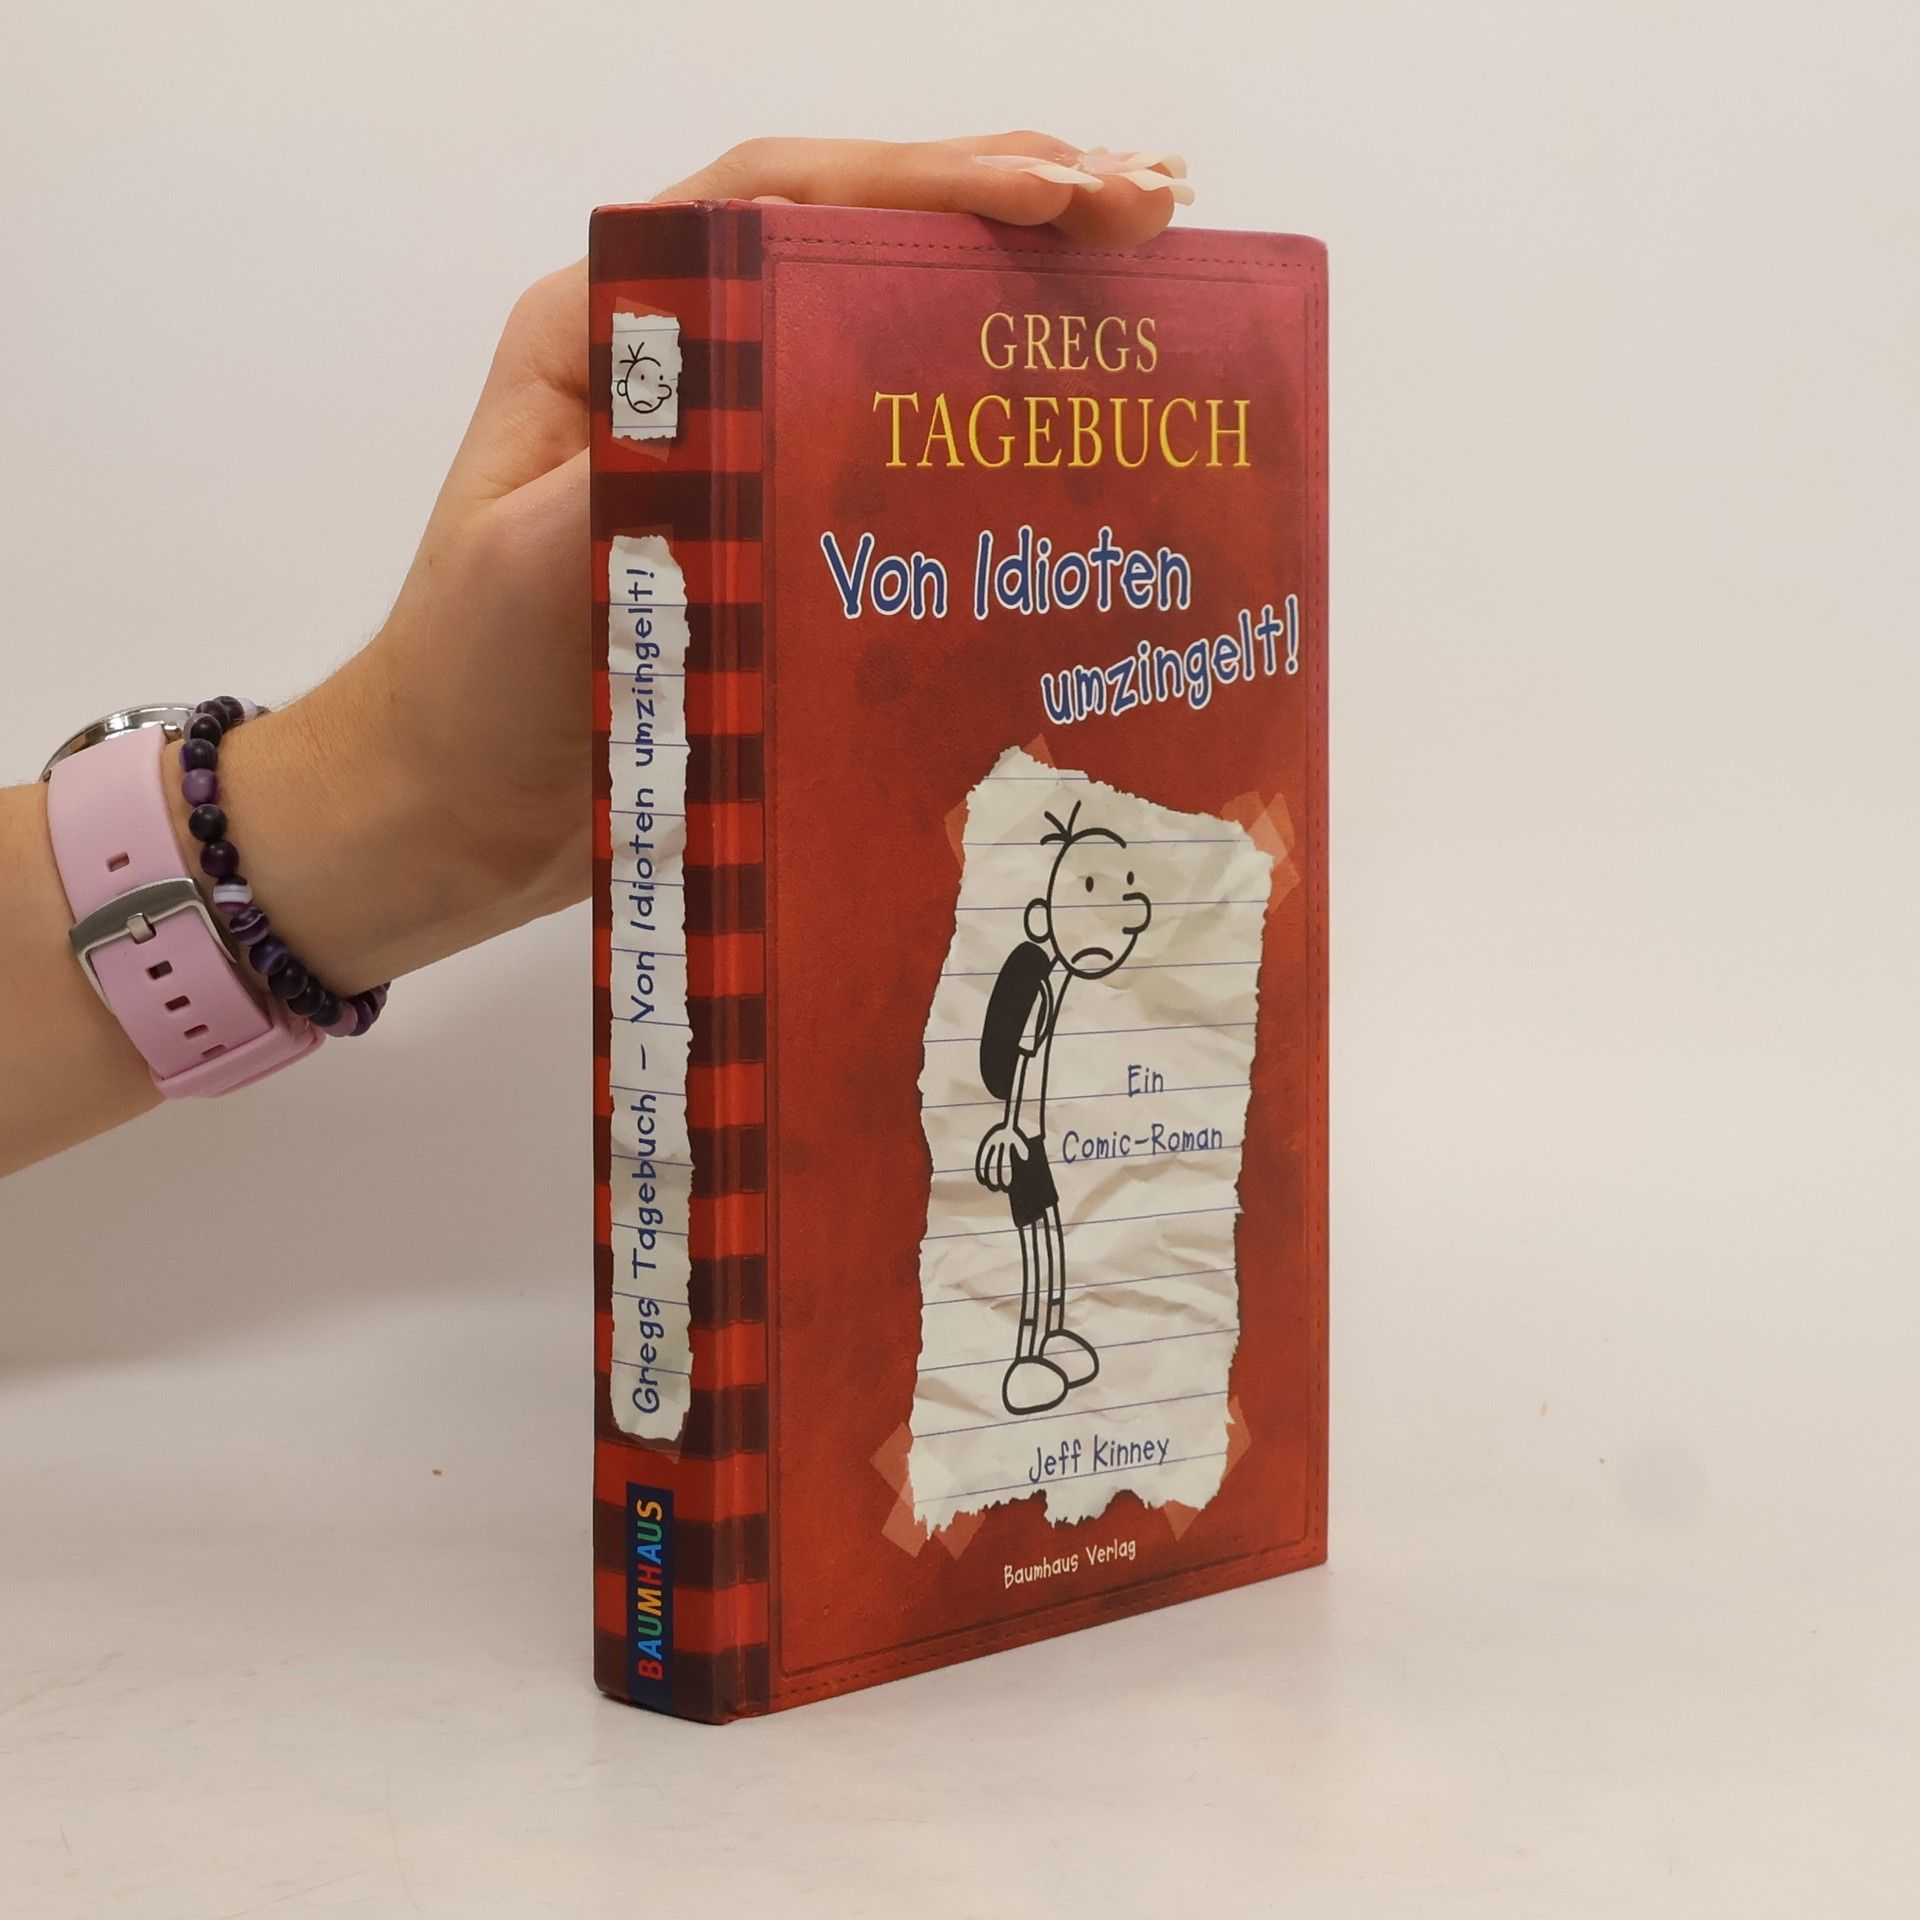 GREGS
TAGEBUCH
Von Idioten
umzingelt!
Ein
Comic-Roman
Jeff Kinney
Baumhaus Verlag
Gregs Tagebuch - Von Idioten umzingelt!
BAUMHAUS